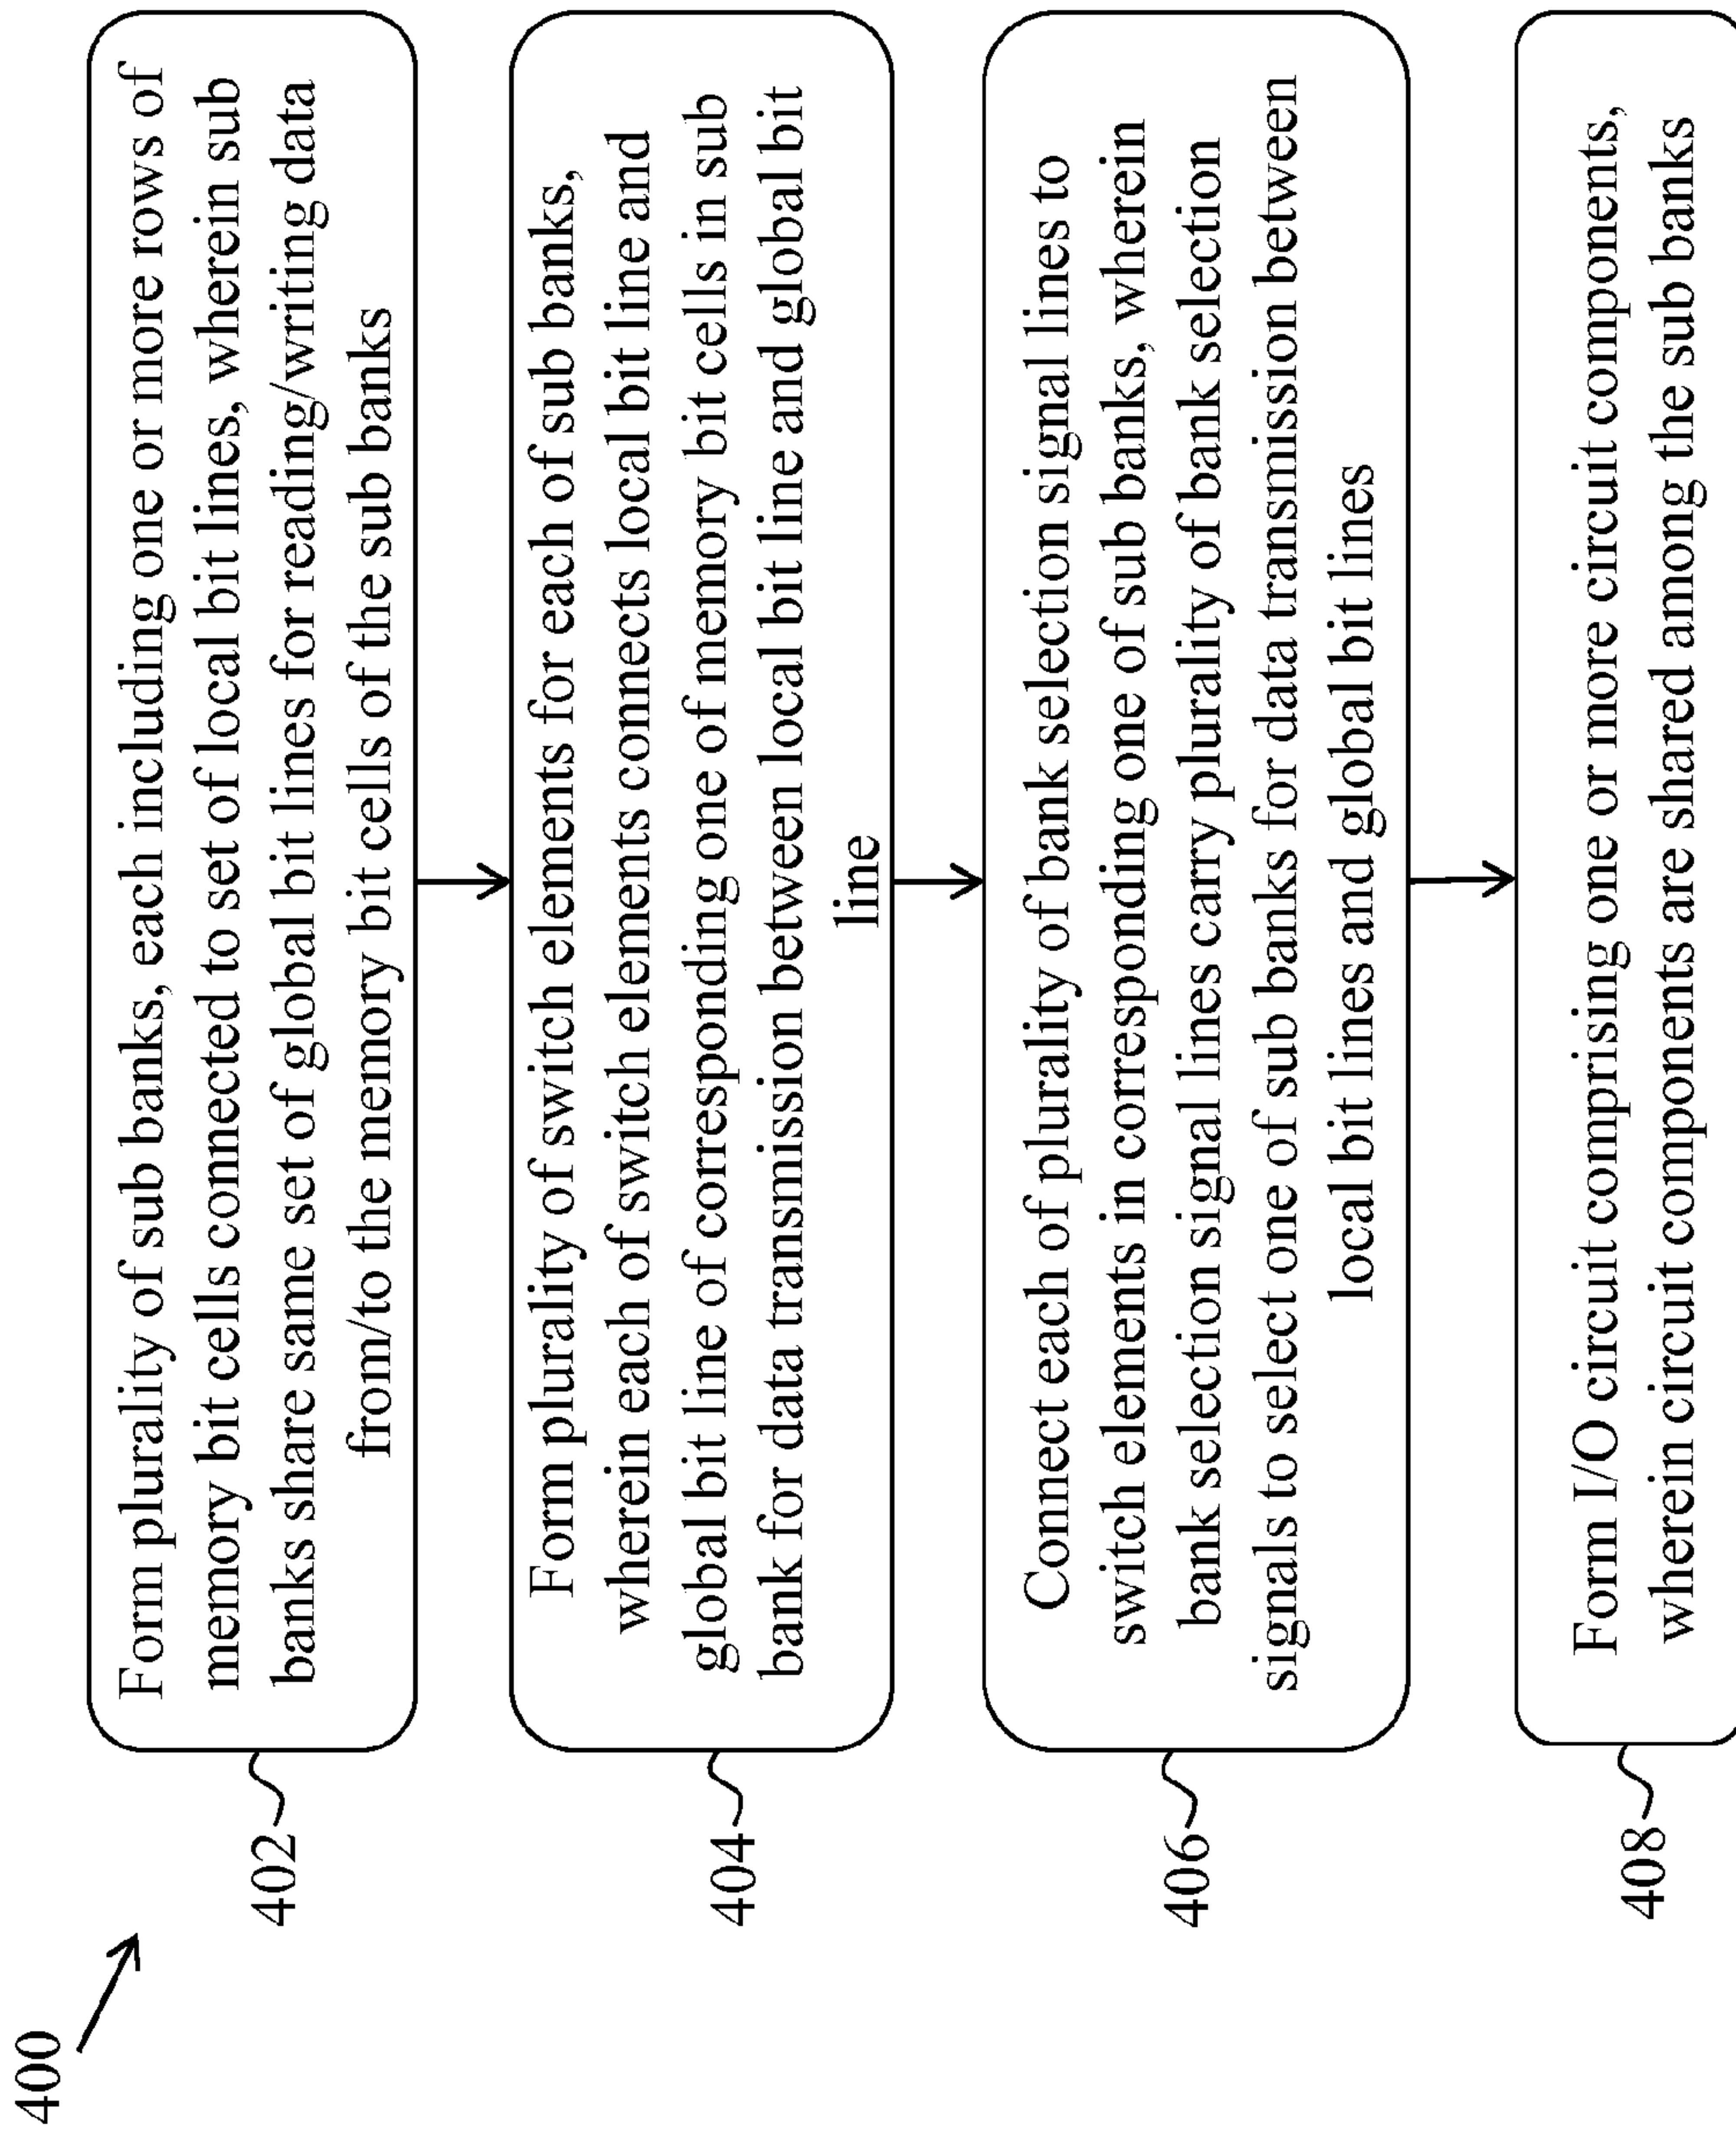 400
402
Form plurality of sub banks, each including one or more rows of
memory bit cells connected to set of local bit lines, wherein sub
banks share same set of global bit lines for reading/writing data
from/to the memory bit cells of the sub banks
404
Form plurality of switch elements for each of sub banks,
wherein each of switch elements connects local bit line and
global bit line of corresponding one of memory bit cells in sub
bank for data transmission between local bit line and global bit
line
406
Connect each of plurality of bank selection signal lines to
switch elements in corresponding one of sub banks, wherein
bank selection signal lines carry plurality of bank selection
signals to select one of sub banks for data transmission between
local bit lines and global bit lines
408
Form I/O circuit comprising one or more circuit components,
wherein circuit components are shared among the sub banks